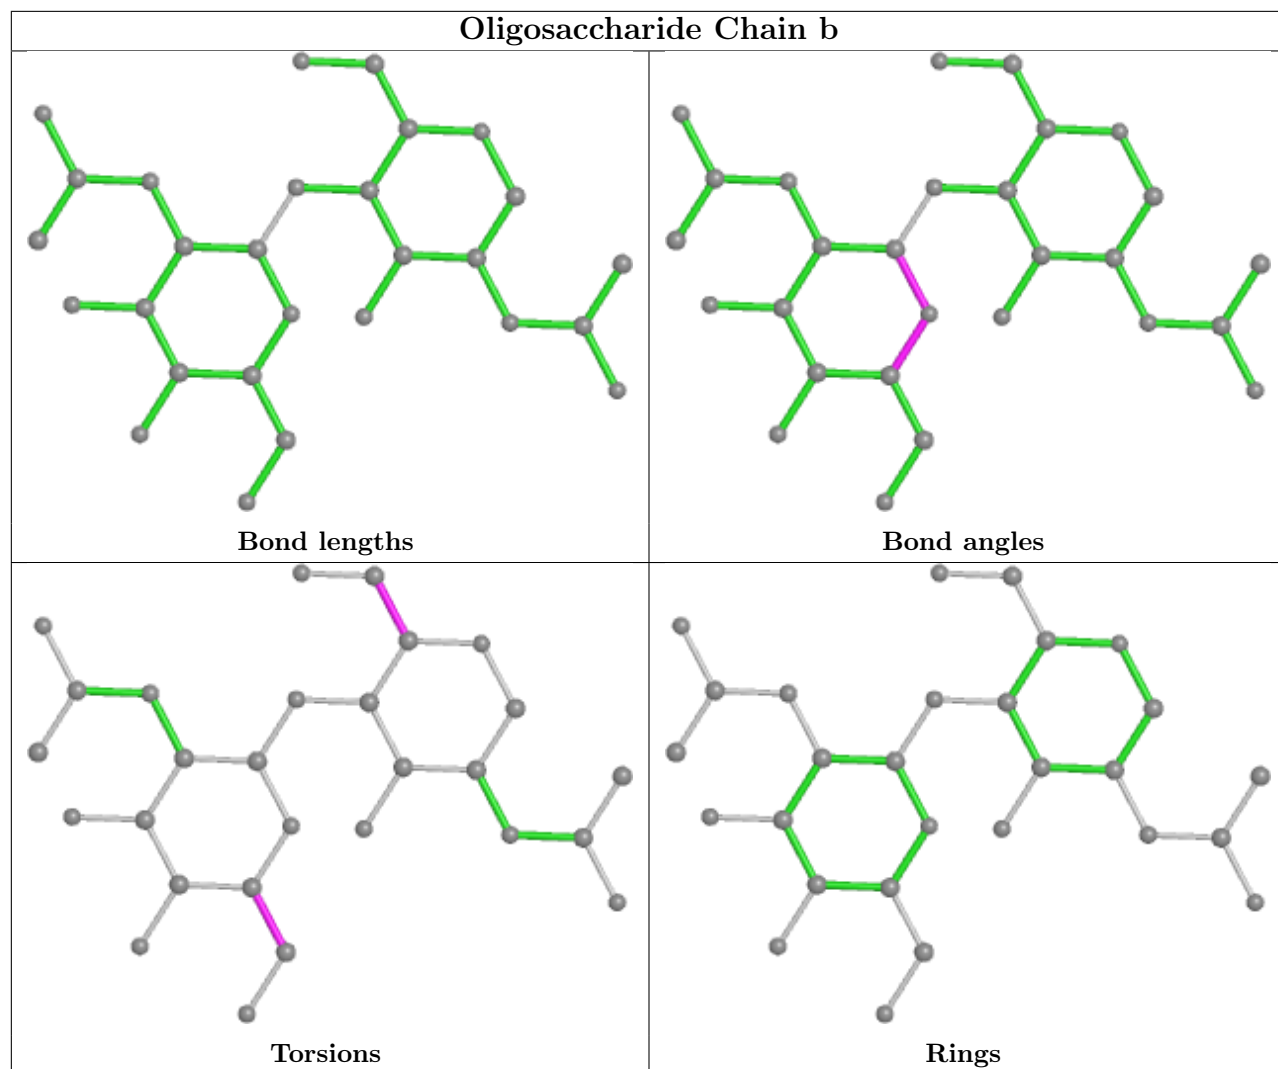 Oligosaccharide Chain b
Bond lengths
Bond angles
Torsions
Rings